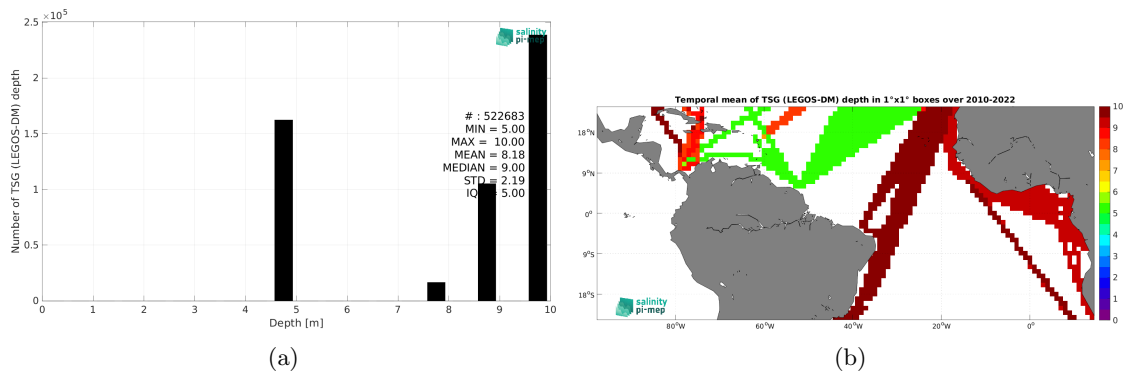 ×10⁵
2.5
2
1.5
1
0.5
0
Number of TSG (LEGOS-DM) depth
0 1 2 3 4 5 6 7 8 9 10
Depth [m]
salinity
pi-mep
# : 522683
MIN = 5.00
MAX = 10.00
MEAN = 8.18
MEDIAN = 9.00
STD = 2.19
= 5.00
(a)
Temporal mean of TSG (LEGOS-DM) depth in 1°x1° boxes over 2010-2022
18°N
9°N
0°
9°S
18°S
80°W 60°W 40°W 20°W 0°
10
9
8
7
6
5
4
3
2
1
0
salinity
pi-mep
(b)